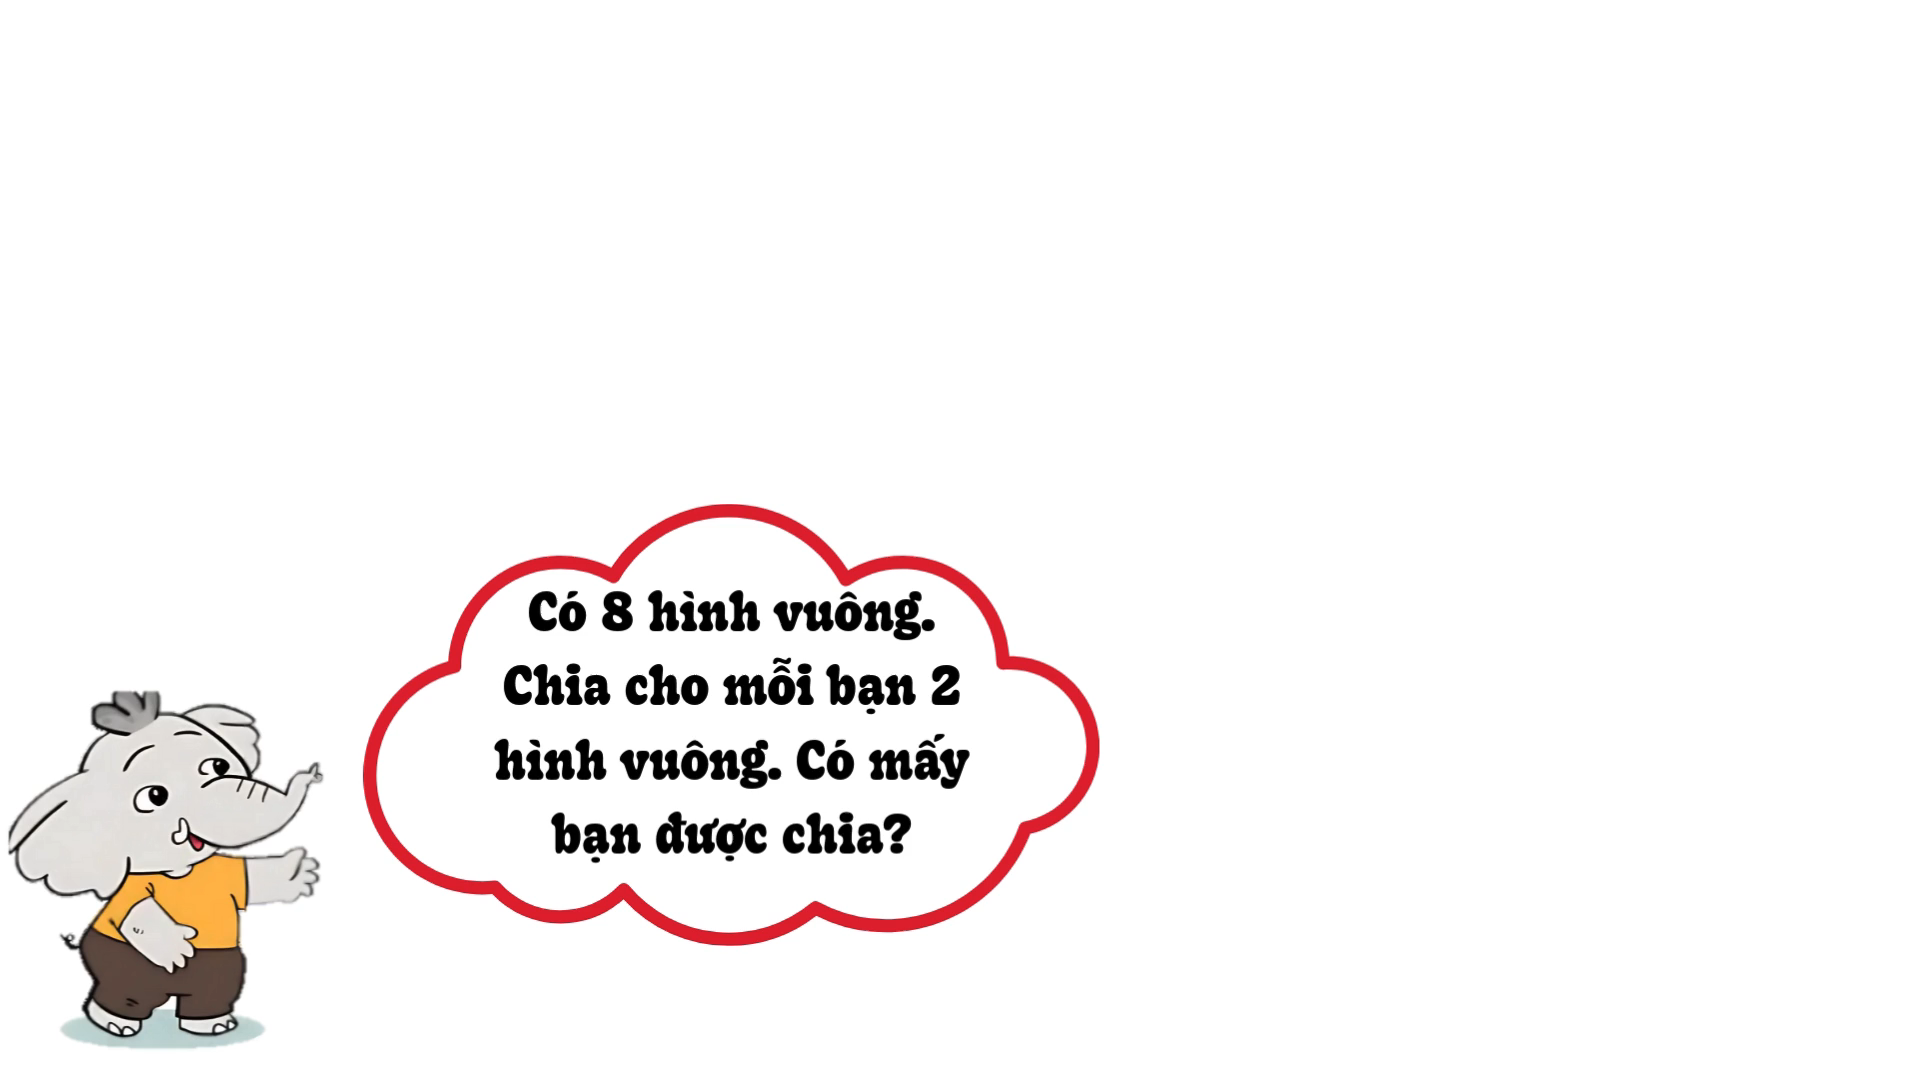 Có 8 hình vuông.
Chia cho mỗi bạn 2
hình vuông. Có mấy
bạn được chia?